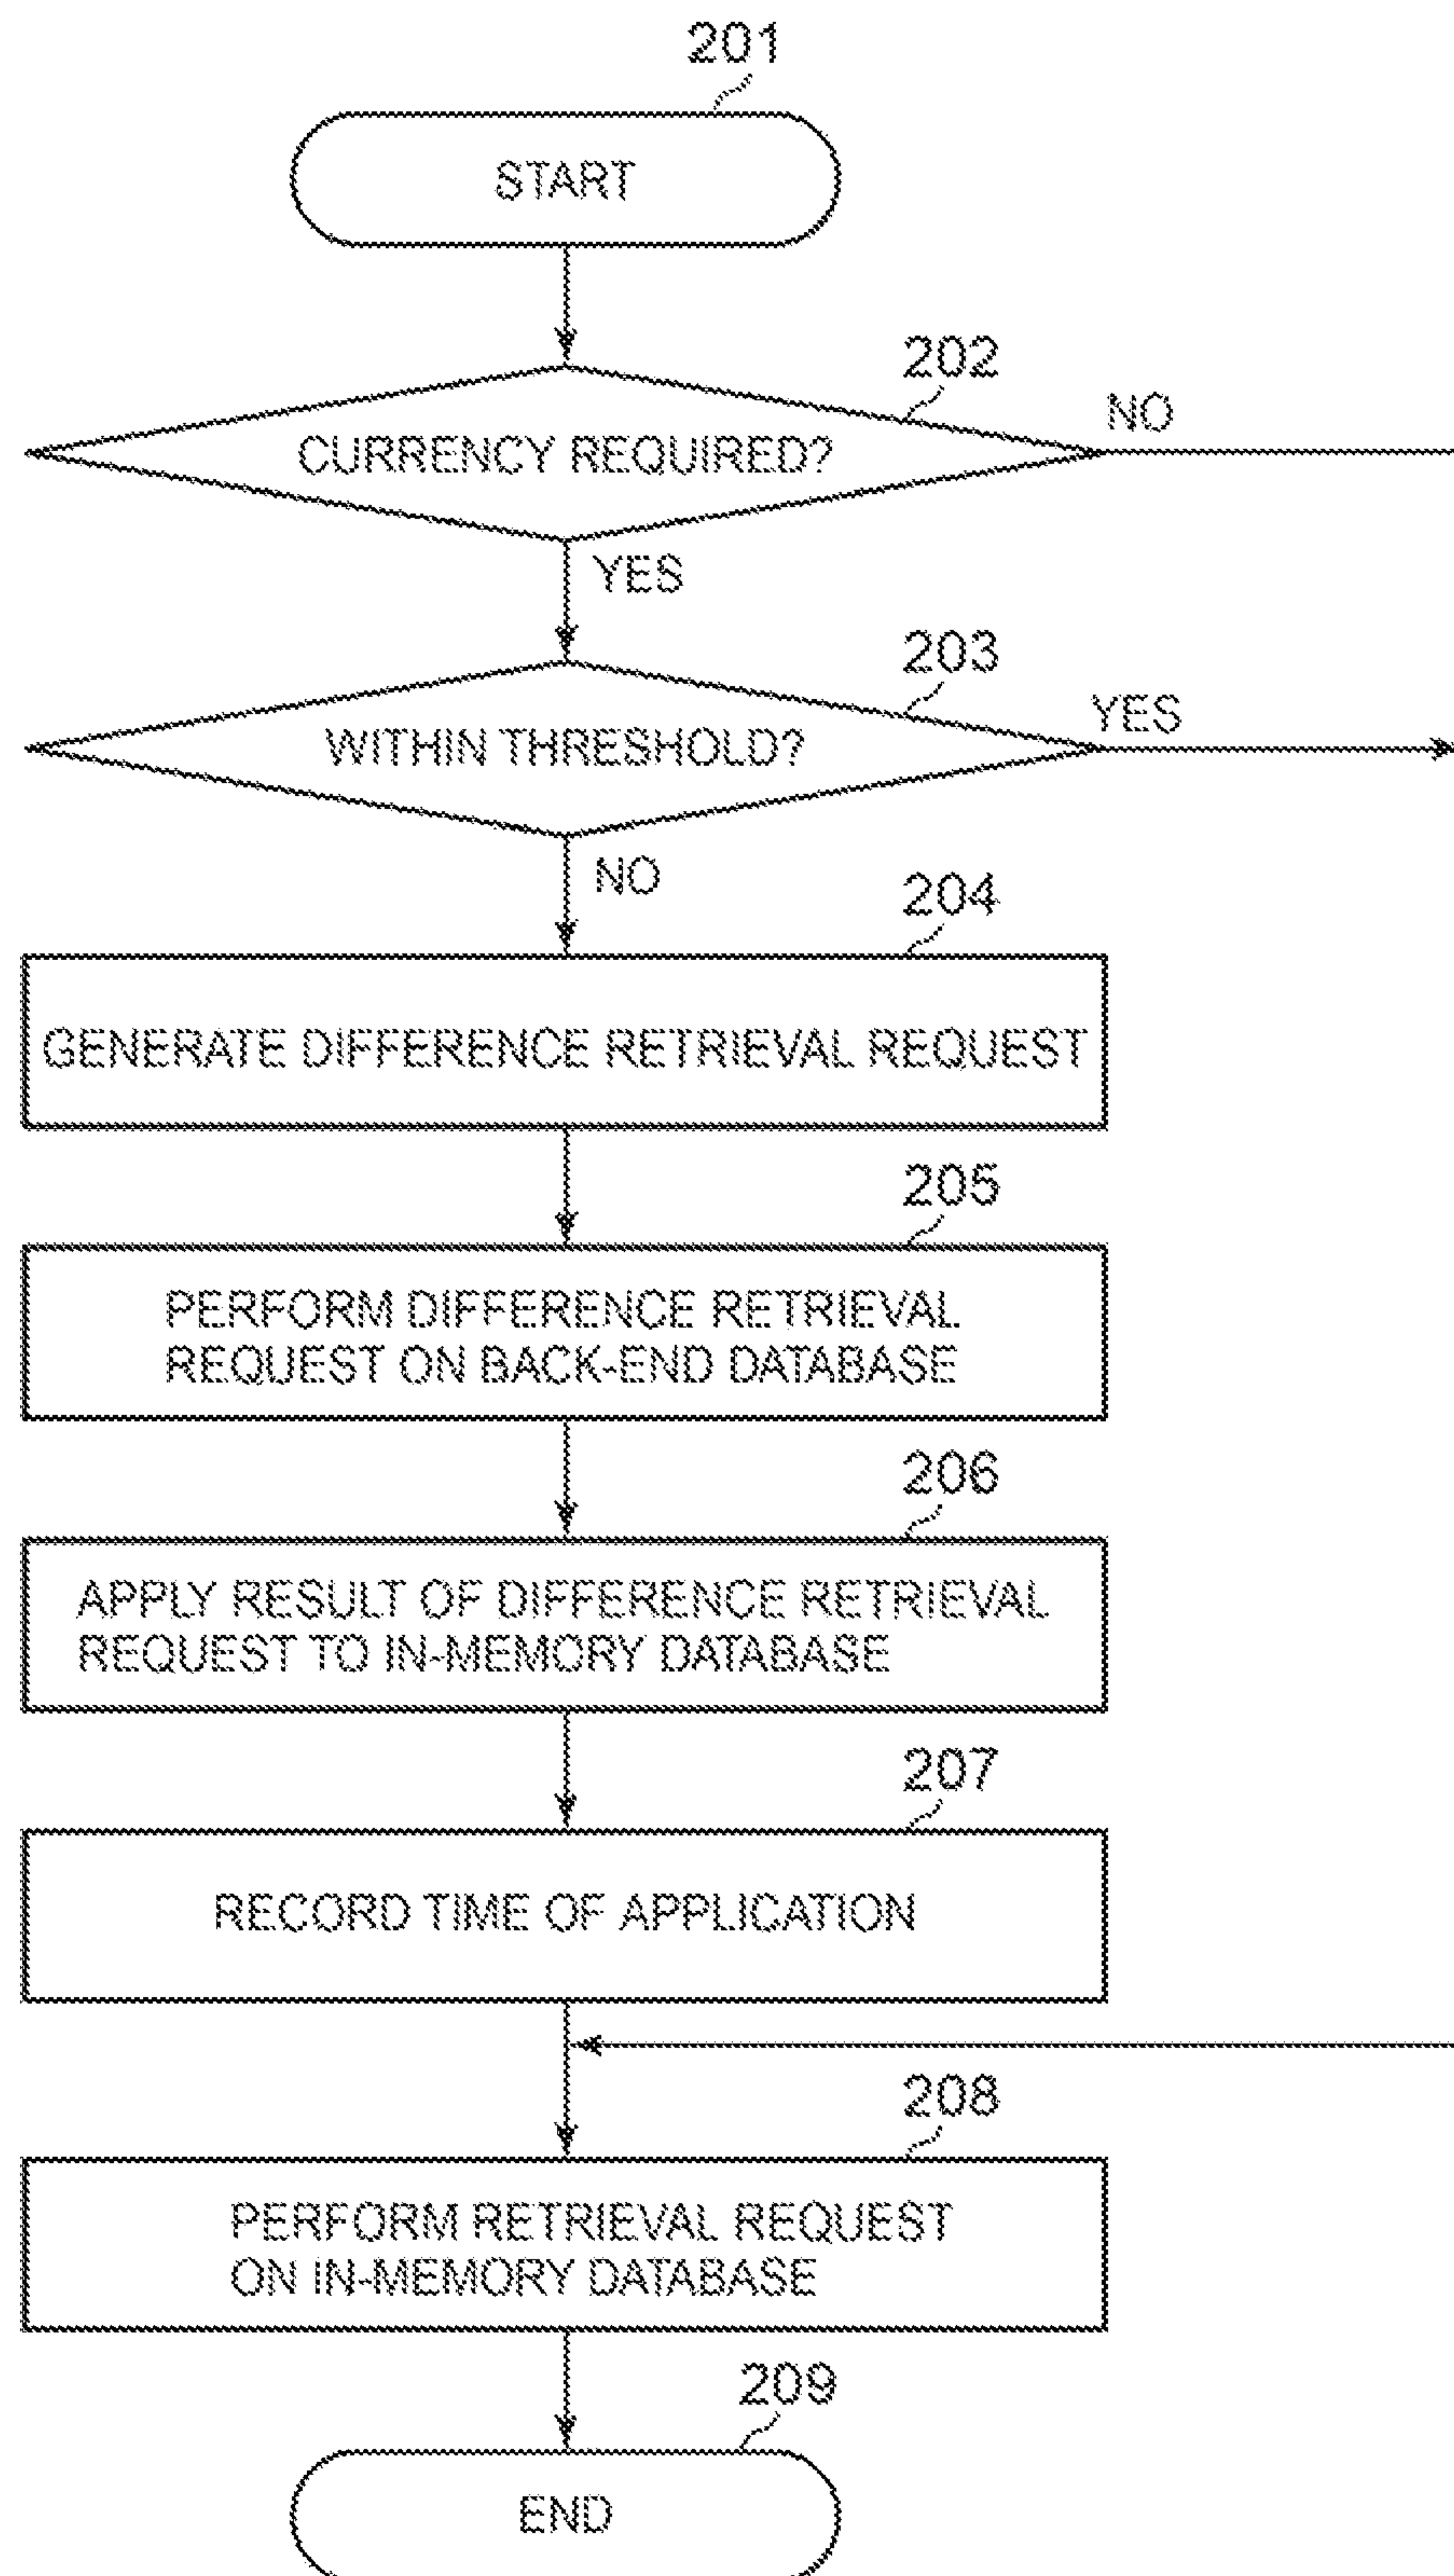 201
START
202
CURRENCY REQUIRED?
NO
YES
203
WITHIN THRESHOLD?
YES
NO
204
GENERATE DIFFERENCE RETRIEVAL REQUEST
205
PERFORM DIFFERENCE RETRIEVAL
REQUEST ON BACK-END DATABASE
206
APPLY RESULT OF DIFFERENCE RETRIEVAL
REQUEST TO IN-MEMORY DATABASE
207
RECORD TIME OF APPLICATION
208
PERFORM RETRIEVAL REQUEST
ON IN-MEMORY DATABASE
209
END